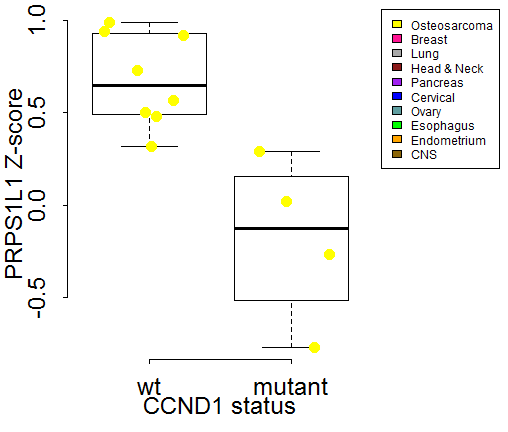 PRPS1L1 Z-score
1.0
0.5
0.0
-0.5
wt mutant
CCND1 status
Osteosarcoma
Breast
Lung
Head & Neck
Pancreas
Cervical
Ovary
Esophagus
Endometrium
CNS